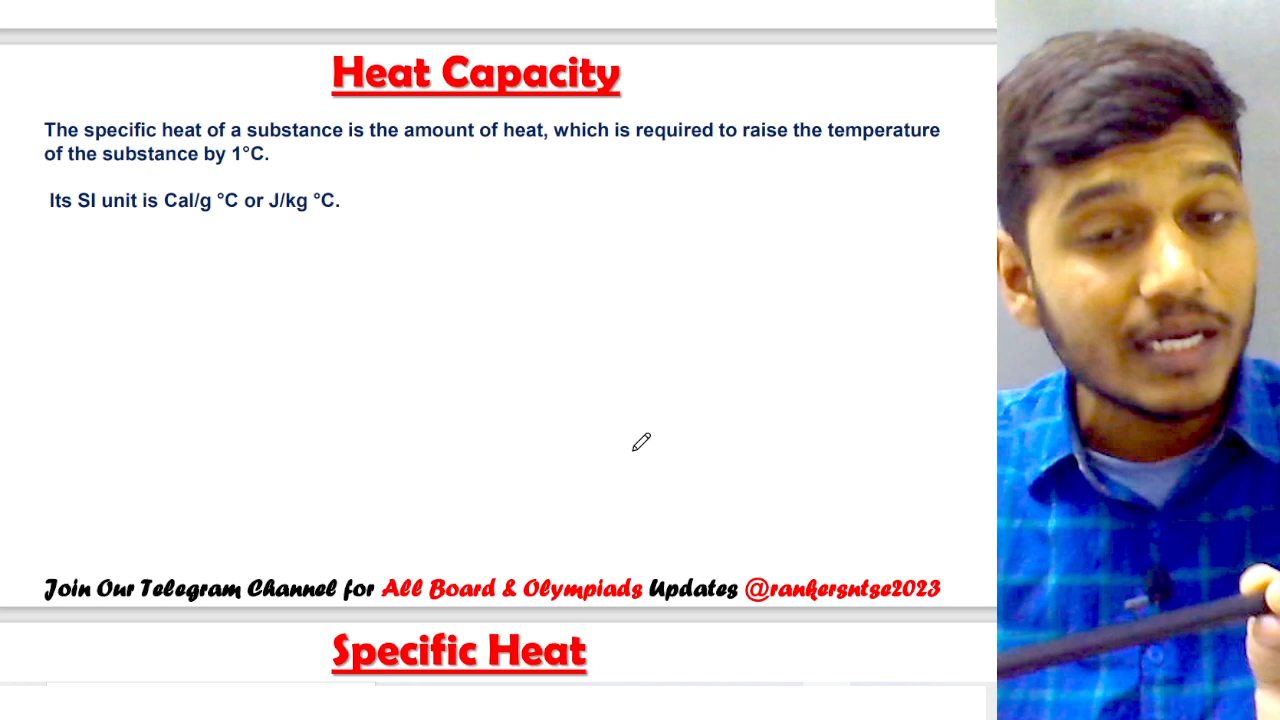 Heat Capacity
The specific heat of a substance is the amount of heat, which is required to raise the temperature
of the substance by 1°C.
Its SI unit is Cal/g °C or J/kg °C.
Join Our Telegram Channel for All Board & Olympiads Updates @rankersntse2023
Specific Heat